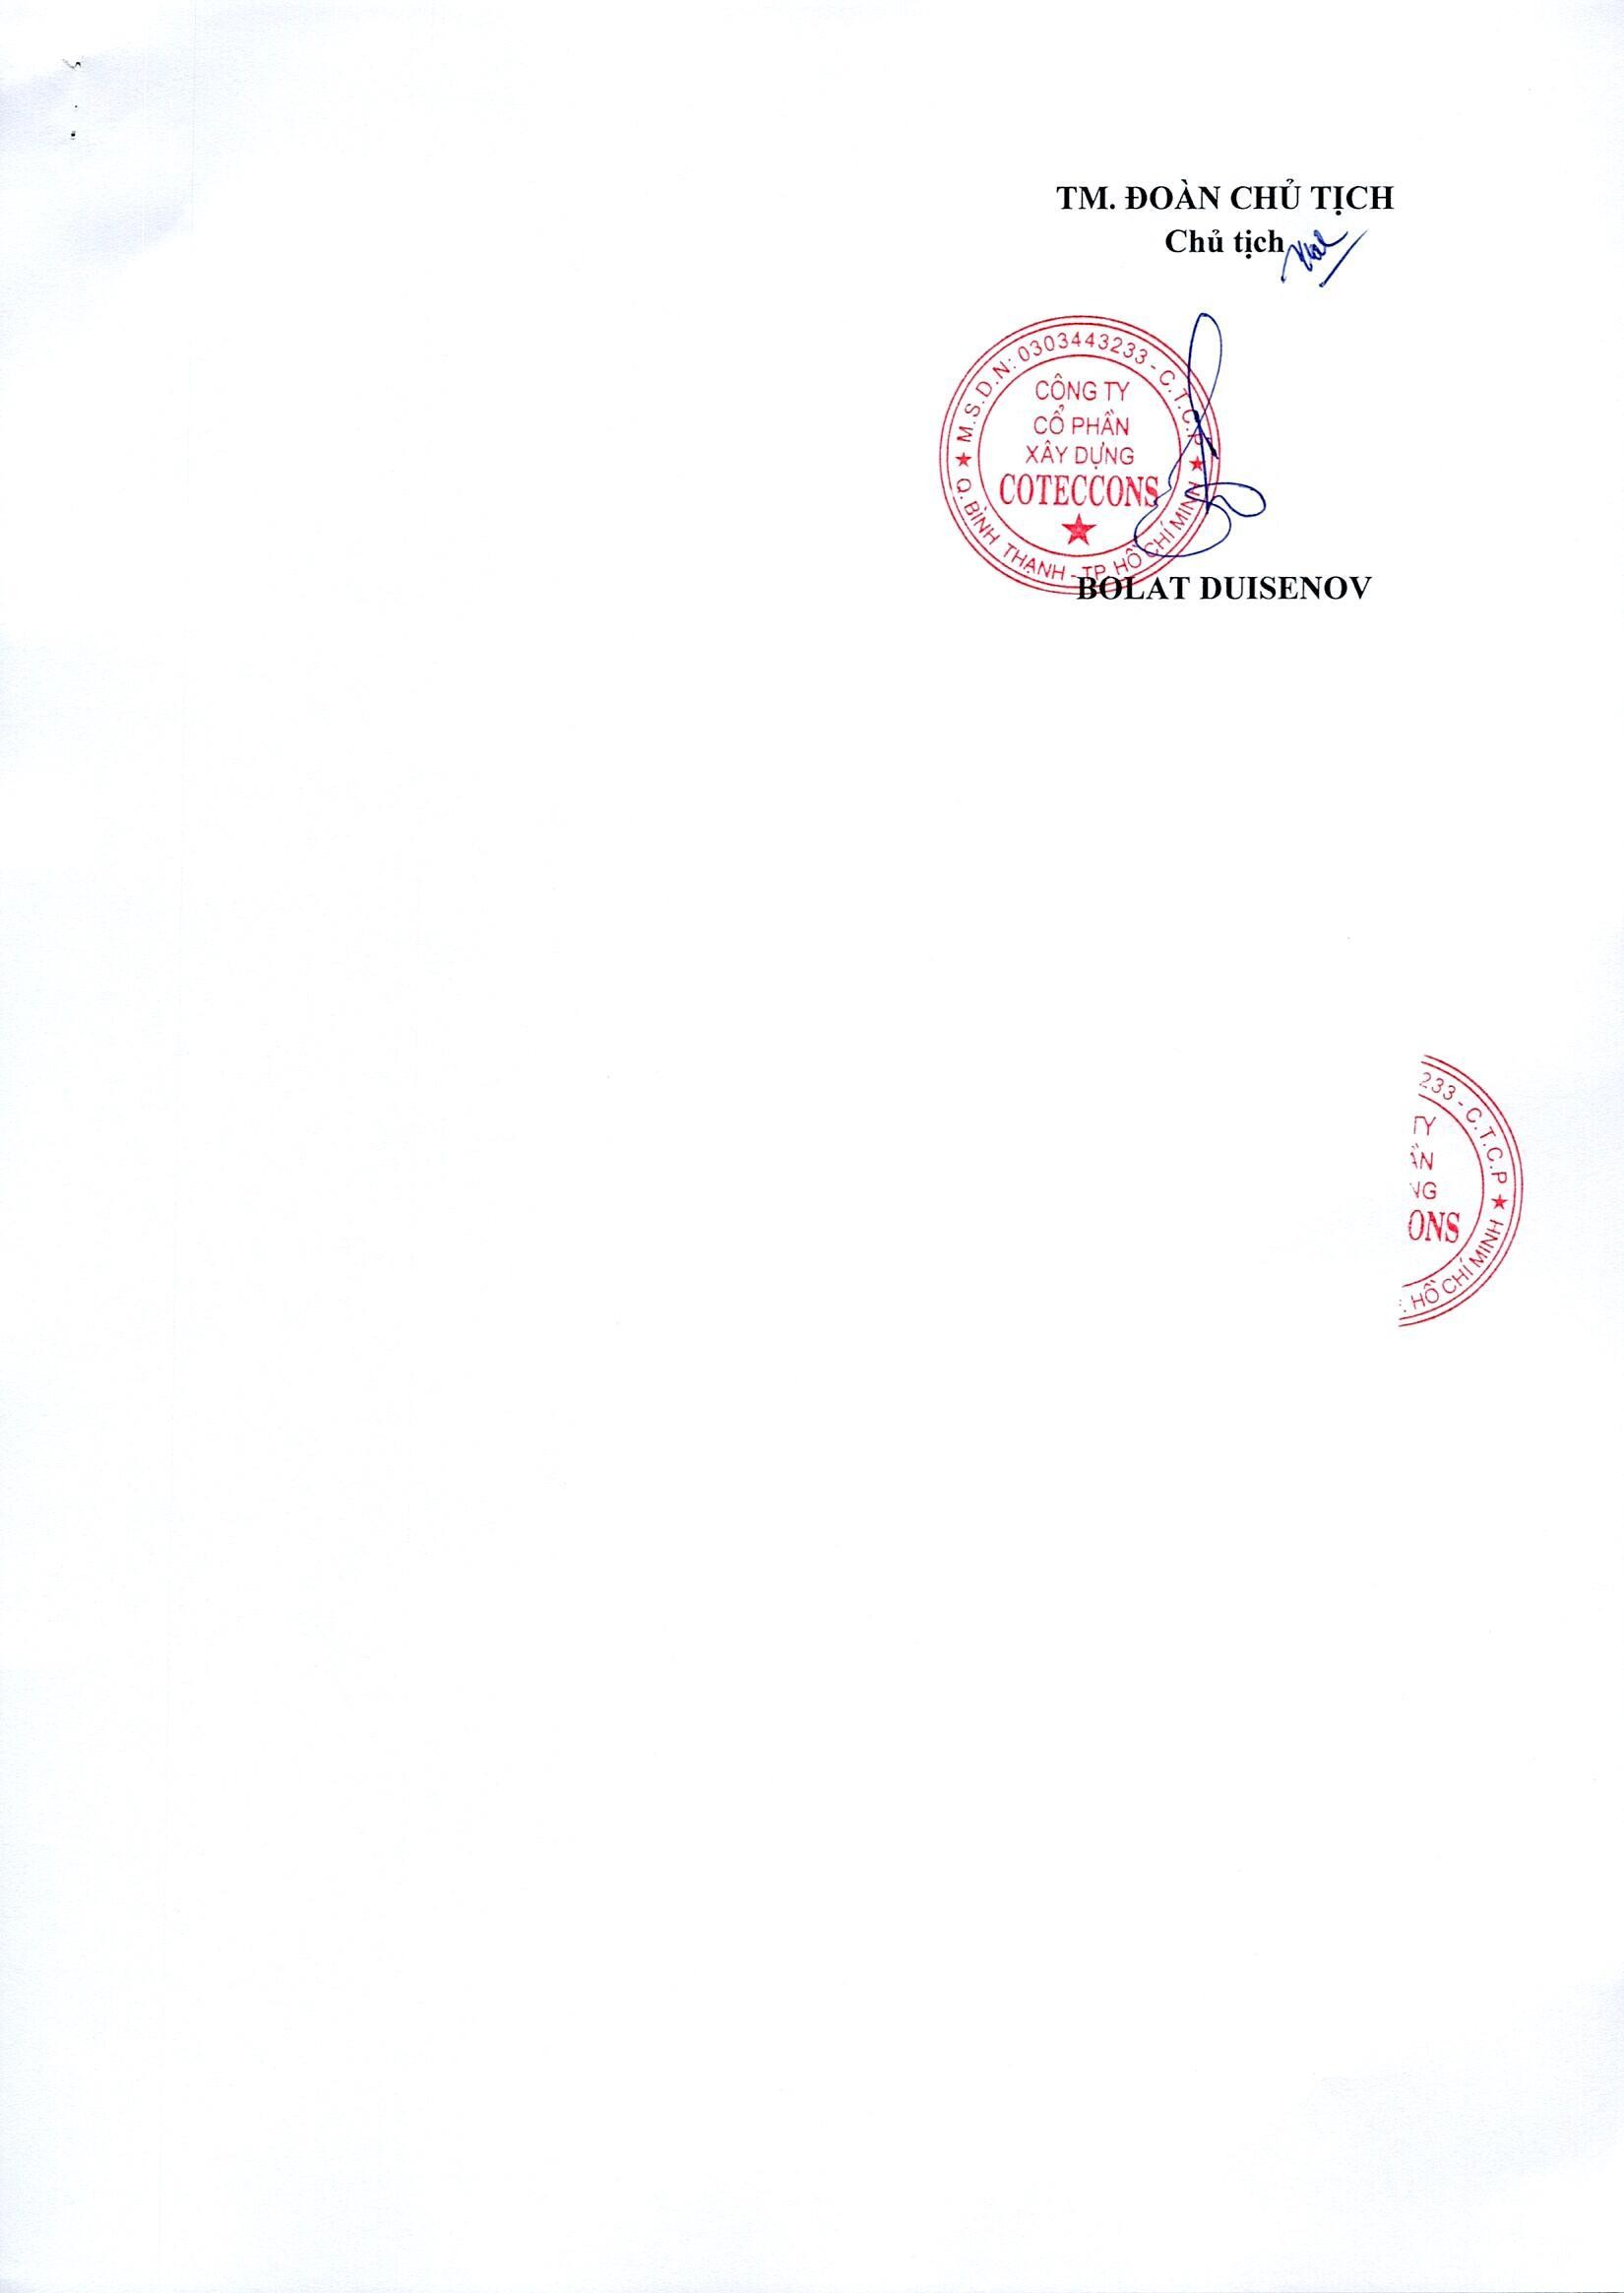 TM. ĐOÀN CHỦ TỊCH
Chủ tịch
M.S.D.N: 0303443233 - C.T.C.P
CÔNG TY
CỔ PHẦN
XÂY DỰNG
COTECCONS
Q. BÌNH THẠNH - TP. HỒ CHÍ MINH
BOLAT DUISENOV
233 - C.T.C.P
TY
ẦN
NG
ONS
. HỒ CHÍ MINH